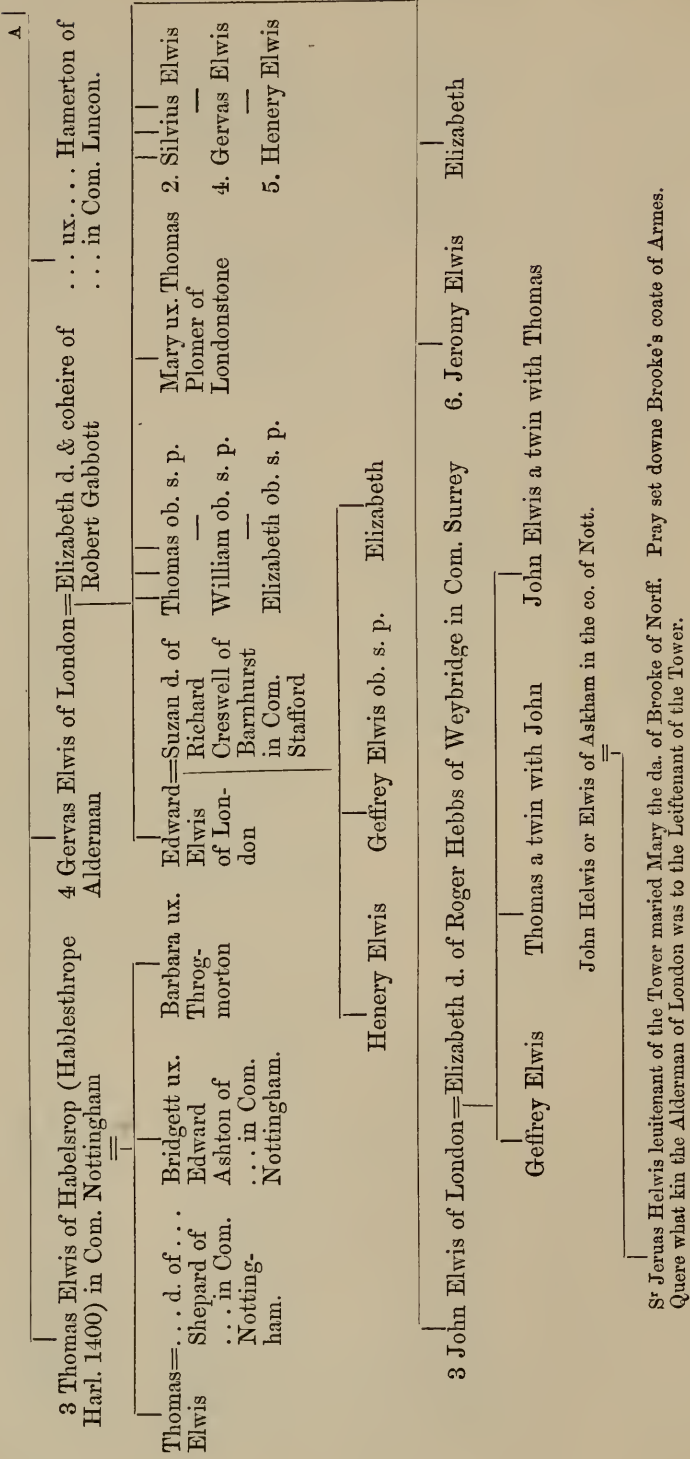 A
3 Thomas Elwis of Habelsrop (Hablesthrope
Harl. 1400) in Com. Nottingham
4 Gervas Elwis of London=Elizabeth d. & coheire of
Alderman
Robert Gabbott
... ux. ... Hamerton of
... in Com. Lincon.
Thomas=... d. of ...
Elwis
Shepard of
... in Com.
Notting-
ham.
Bridgett ux.
Edward
Ashton of
... in Com.
Nottingham.
Barbara ux.
Throg-
morton
Edward=Suzan d. of
Elwis
of Lon-
don
Richard
Creswell of
Barnhurst
in Com.
Stafford
Thomas ob. s. p.
William ob. s. p.
Elizabeth ob. s. p.
Mary ux. Thomas
Plomer of
Londonstone
2. Silvius Elwis
4. Gervas Elwis
5. Henery Elwis
Henery Elwis
Geffrey Elwis ob. s. p.
Elizabeth
3 John Elwis of London=Elizabeth d. of Roger Hebbs of Weybridge in Com. Surrey
6. Jeromy Elwis
Elizabeth
Geffrey Elwis
Thomas a twin with John
John Elwis a twin with Thomas
John Helwis or Elwis of Askham in the co. of Nott.
=
Sr Jeruas Helwis leuitenant of the Tower maried Mary the da. of Brooke of Norff. Pray set downe Brooke's coate of Armes.
Quere what kin the Alderman of London was to the Leiftenant of the Tower.